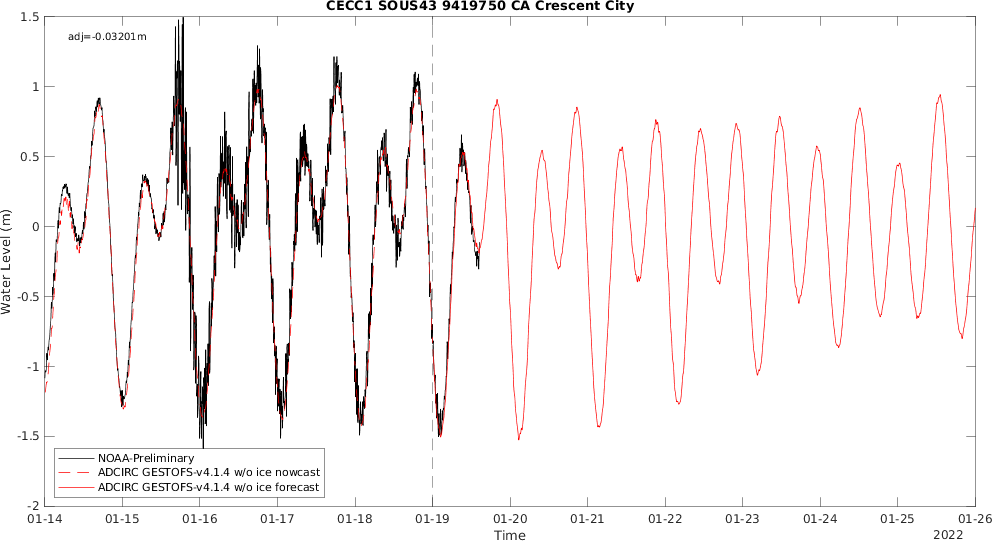 CECC1 SOUS43 9419750 CA Crescent City
adj=-0.03201m
Water Level (m)
1.5
1
0.5
0
-0.5
-1
-1.5
-2
NOAA-Preliminary
ADCIRC GESTOFS-v4.1.4 w/o ice nowcast
ADCIRC GESTOFS-v4.1.4 w/o ice forecast
01-14 01-15 01-16 01-17 01-18 01-19 01-20 01-21 01-22 01-23 01-24 01-25 01-26
Time
2022